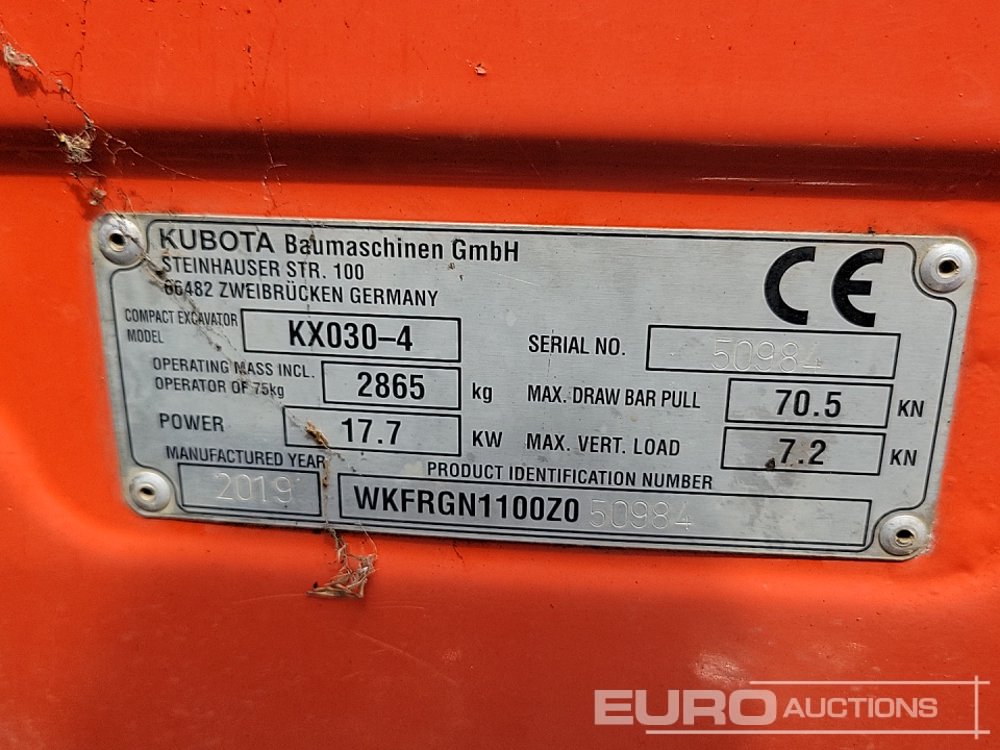 KUBOTA Baumaschinen GmbH
STEINHAUSER STR. 100
66482 ZWEIBRÜCKEN GERMANY
CE
COMPACT EXCAVATOR MODEL KX030-4
SERIAL NO. 50984
OPERATING MASS INCL. OPERATOR OF 75kg 2865 kg
MAX. DRAW BAR PULL 70.5 KN
POWER 17.7 KW
MAX. VERT. LOAD 7.2 KN
MANUFACTURED YEAR 2019
PRODUCT IDENTIFICATION NUMBER
WKFRGN1100Z050984
EURO AUCTIONS